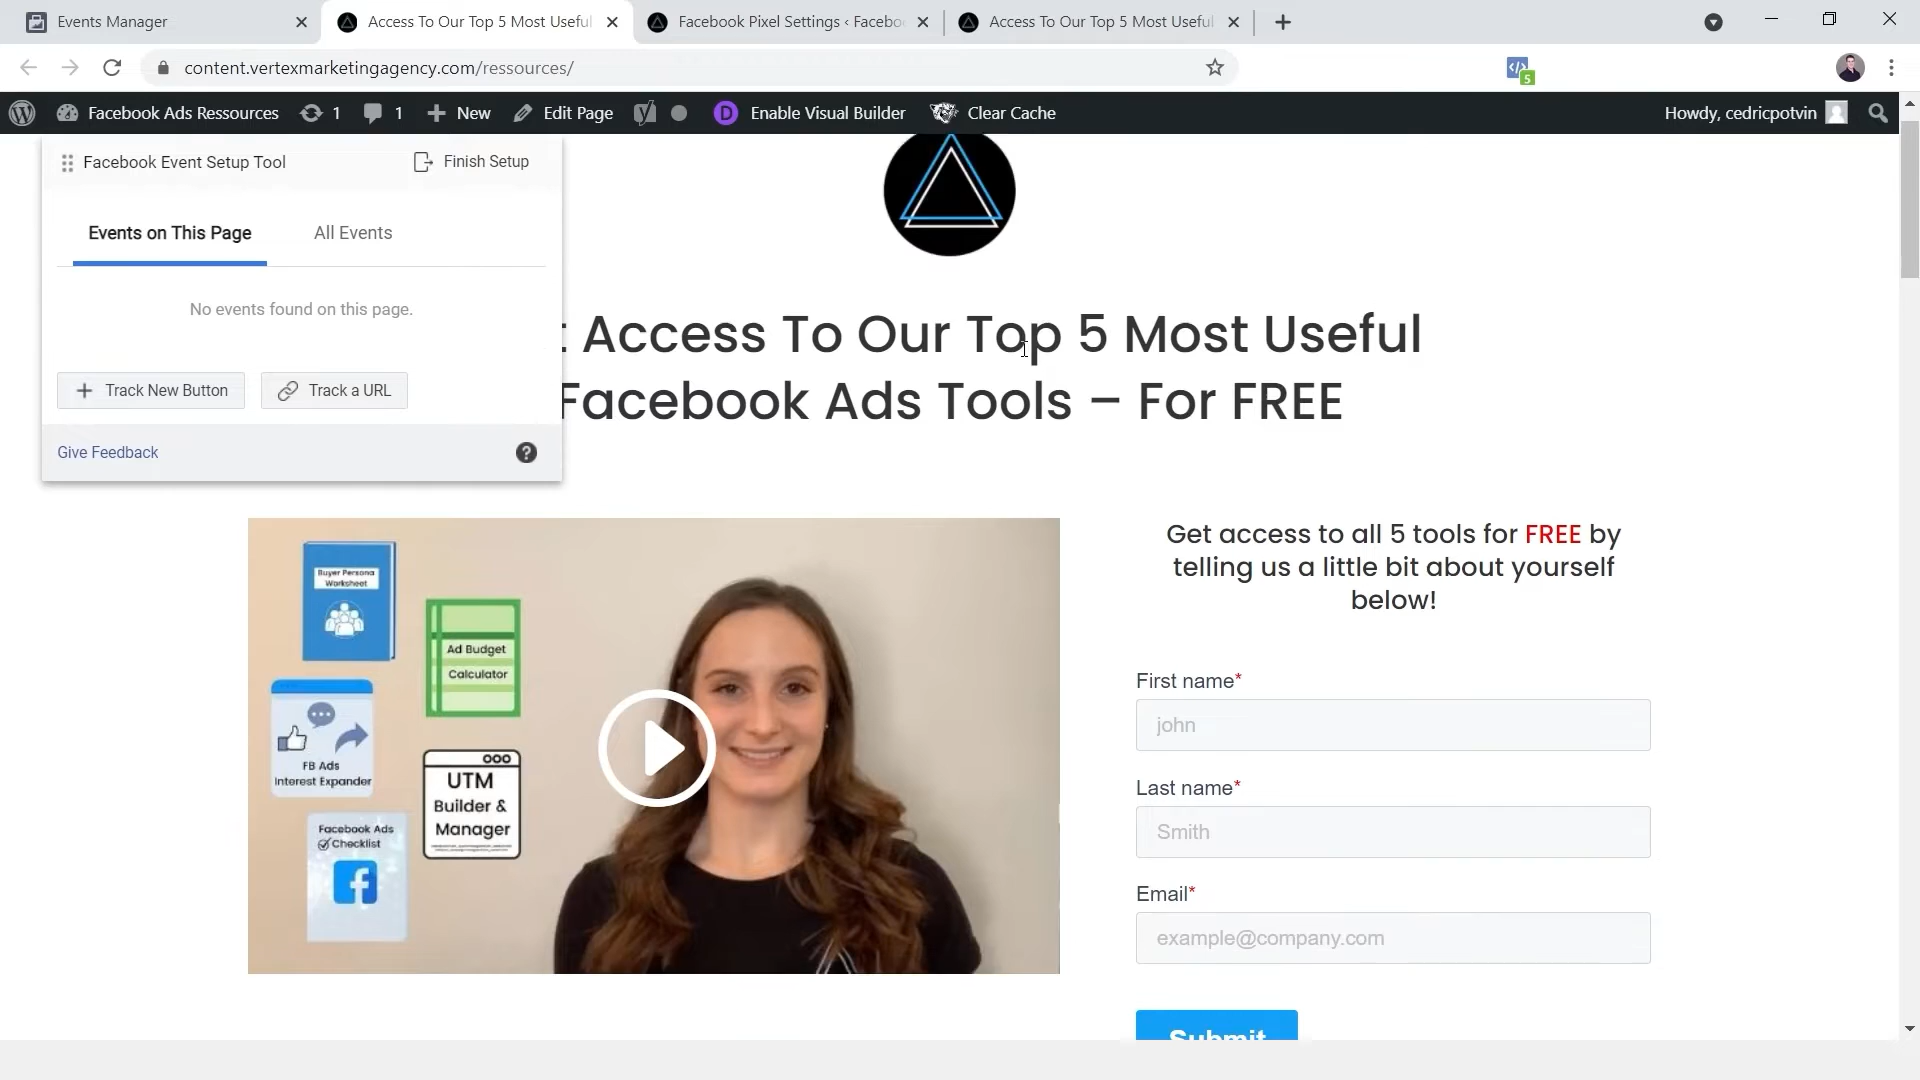 Events Manager
Access To Our Top 5 Most Useful
Facebook Pixel Settings ‹ Facebo
Access To Our Top 5 Most Useful
content.vertexmarketingagency.com/ressources/
5
Facebook Ads Ressources
1
1
New
Edit Page
D
Enable Visual Builder
Clear Cache
Howdy, cedricpotvin
Facebook Event Setup Tool
Finish Setup
Events on This Page
All Events
No events found on this page.
Track New Button
Track a URL
Give Feedback
?
t Access To Our Top 5 Most Useful
Facebook Ads Tools – For FREE
Buyer Persona
Worksheet
Ad Budget
Calculator
FB Ads
Interest Expander
UTM
Builder &
Manager
Facebook Ads
Checklist
Get access to all 5 tools for FREE by
telling us a little bit about yourself
below!
First name*
john
Last name*
Smith
Email*
example@company.com
Submit